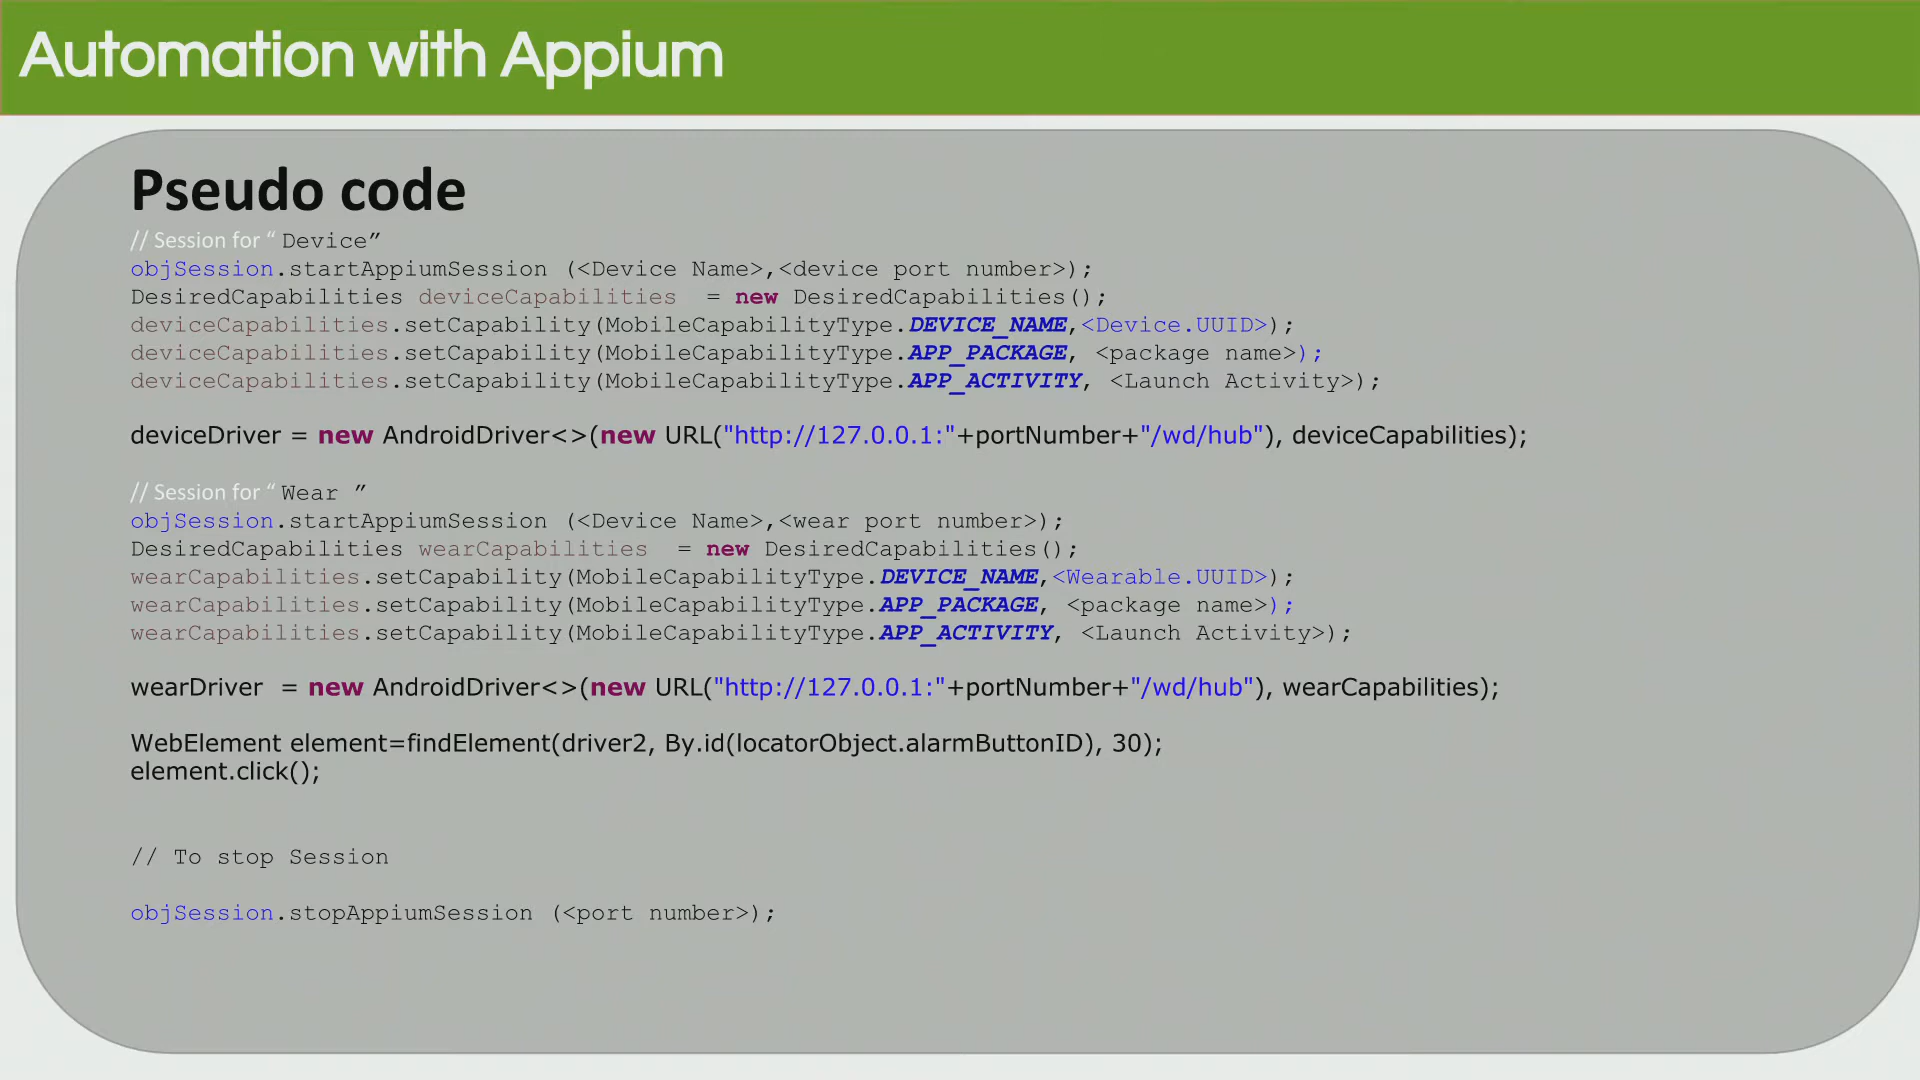 Automation with Appium
Pseudo code
// Session for “ Device”
objSession.startAppiumSession (<Device Name>,<device port number>);
DesiredCapabilities deviceCapabilities  = new DesiredCapabilities();
deviceCapabilities.setCapability(MobileCapabilityType.DEVICE_NAME,<Device.UUID>);
deviceCapabilities.setCapability(MobileCapabilityType.APP_PACKAGE, <package name>);
deviceCapabilities.setCapability(MobileCapabilityType.APP_ACTIVITY, <Launch Activity>);
deviceDriver = new AndroidDriver<>(new URL("http://127.0.0.1:"+portNumber+"/wd/hub"), deviceCapabilities);
// Session for “ Wear ”
objSession.startAppiumSession (<Device Name>,<wear port number>);
DesiredCapabilities wearCapabilities  = new DesiredCapabilities();
wearCapabilities.setCapability(MobileCapabilityType.DEVICE_NAME,<Wearable.UUID>);
wearCapabilities.setCapability(MobileCapabilityType.APP_PACKAGE, <package name>);
wearCapabilities.setCapability(MobileCapabilityType.APP_ACTIVITY, <Launch Activity>);
wearDriver  = new AndroidDriver<>(new URL("http://127.0.0.1:"+portNumber+"/wd/hub"), wearCapabilities);
WebElement element=findElement(driver2, By.id(locatorObject.alarmButtonID), 30);
element.click();
// To stop Session
objSession.stopAppiumSession (<port number>);